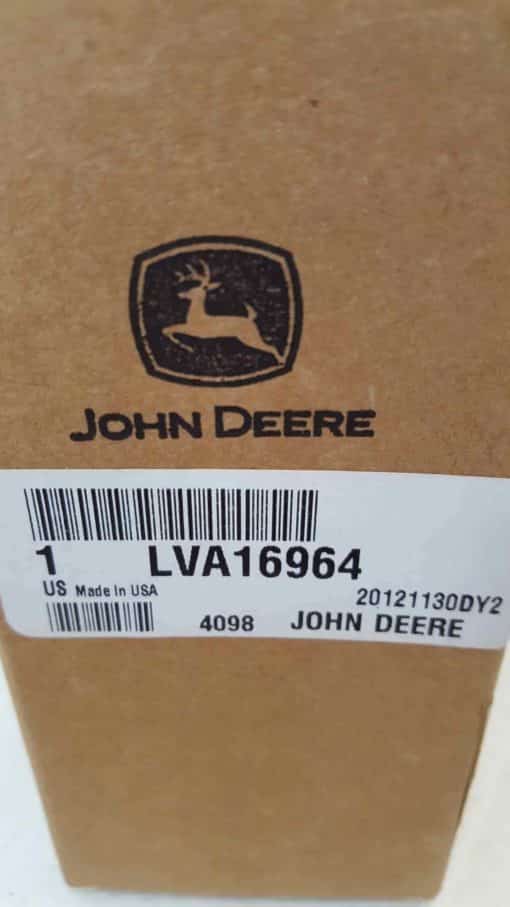 JOHN DEERE
1 LVA16964
US Made In USA
20121130DY2
4098 JOHN DEERE